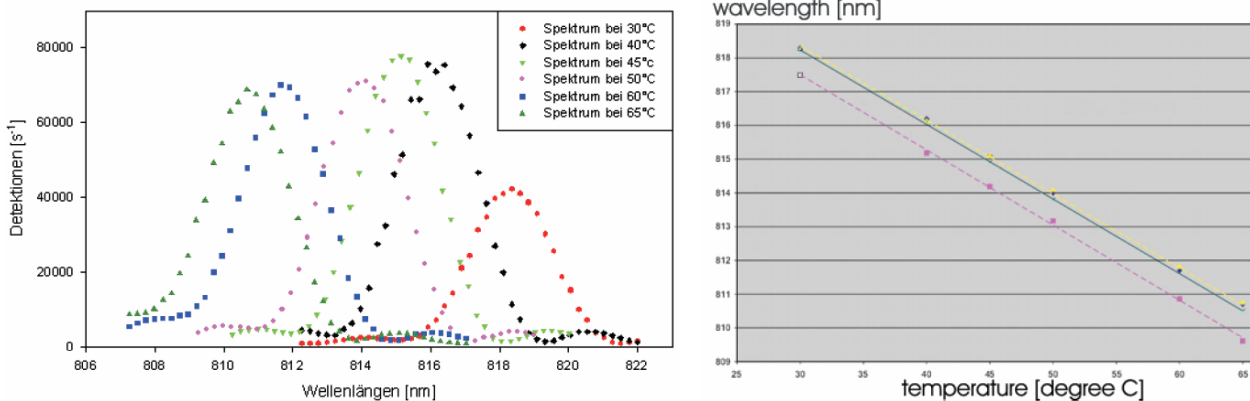 Spektrum bei 30°C
Spektrum bei 40°C
Spektrum bei 45°c
Spektrum bei 50°C
Spektrum bei 60°C
Spektrum bei 65°C
80000
60000
40000
20000
0
Detektionen [s-1]
806 808 810 812 814 816 818 820 822
Wellenlängen [nm]
wavelength [nm]
819
818
817
816
815
814
813
812
811
810
809
25 30 35 40 45 50 55 60 65
temperature [degree C]